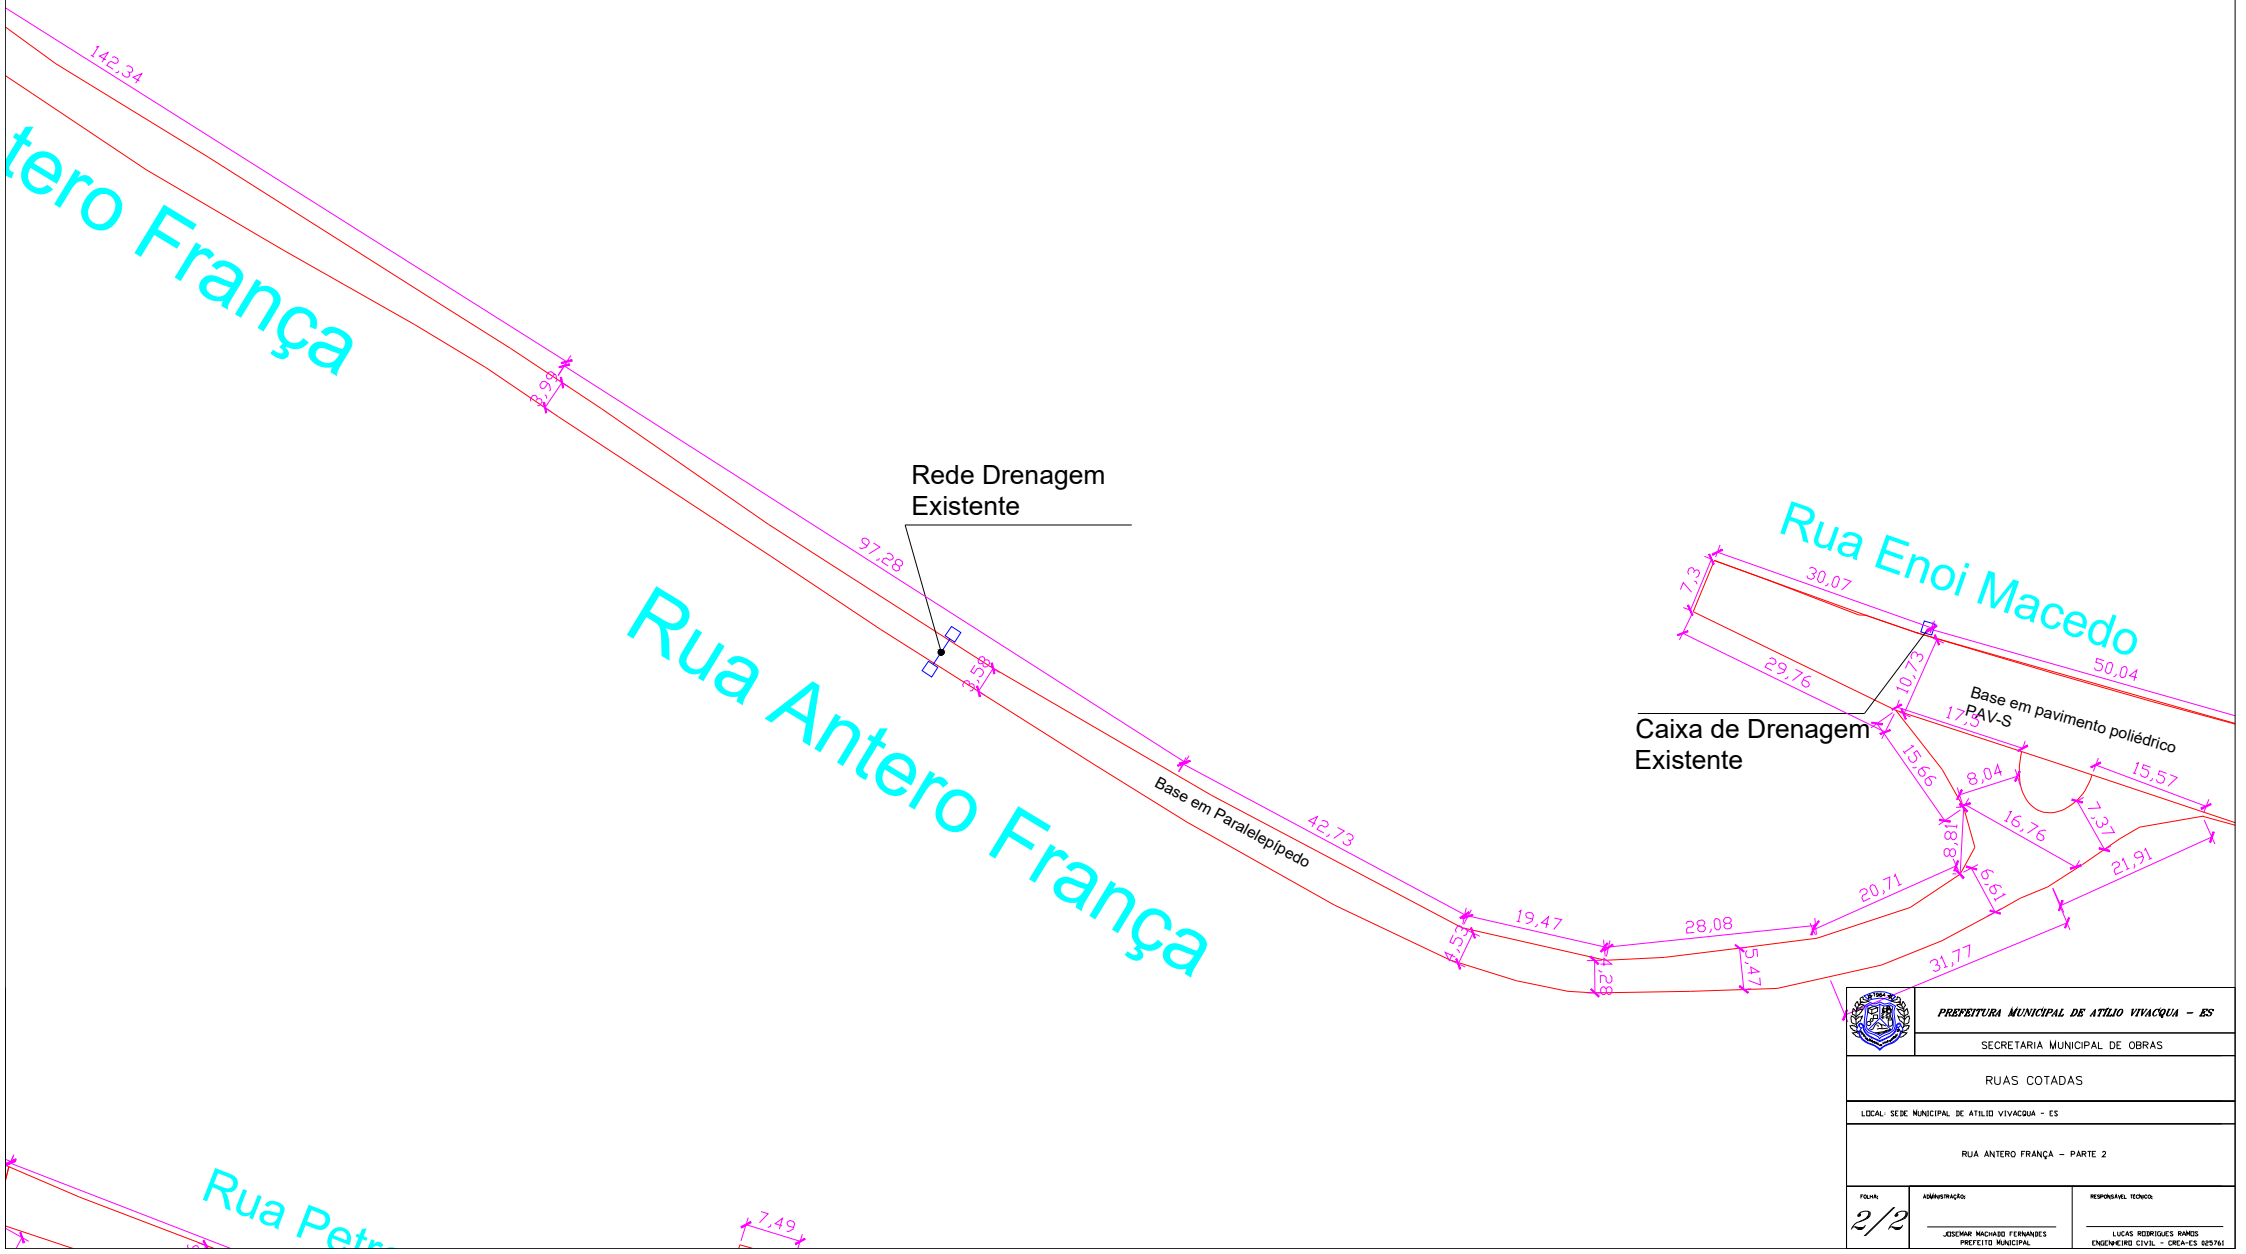 142,34
tero França
3,99
Rede Drenagem
Existente
97,28
Rua Enoi Macedo
7,3
30,07
29,76
10,73
50,04
Rua Antero França
3,58
Base em pavimento poliédrico
PAV-S
17,5
Caixa de Drenagem
Existente
15,66
8,04
15,57
Base em Paralelepípedo
42,73
16,76
7,37
8,81
21,91
20,71
6,61
19,47
28,08
4,53
4,28
5,47
31,77
PREFEITURA MUNICIPAL DE ATÍLIO VIVACQUA - ES
SECRETARIA MUNICIPAL DE OBRAS
RUAS COTADAS
LOCAL: SEDE MUNICIPAL DE ATILIO VIVACQUA - ES
RUA ANTERO FRANÇA - PARTE 2
FOLHA:
2/2
ADMINISTRAÇÃO:
JOSEMAR MACHADO FERNANDES
PREFEITO MUNICIPAL
RESPONSÁVEL TÉCNICO:
LUCAS RODRIGUES RAMOS
ENGENHEIRO CIVIL - CREA-ES 025761
Rua Petr
7,49